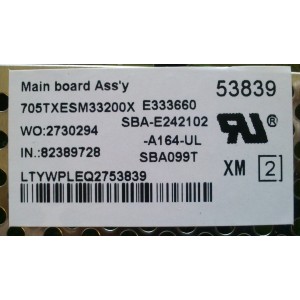 Main board Ass'y
53839
705TXESM33200X E333660
WO:2730294 SBA-E242102
IN.:82389728 -A164-UL
SBA099T
XM 2
LTYWPLEQ2753839